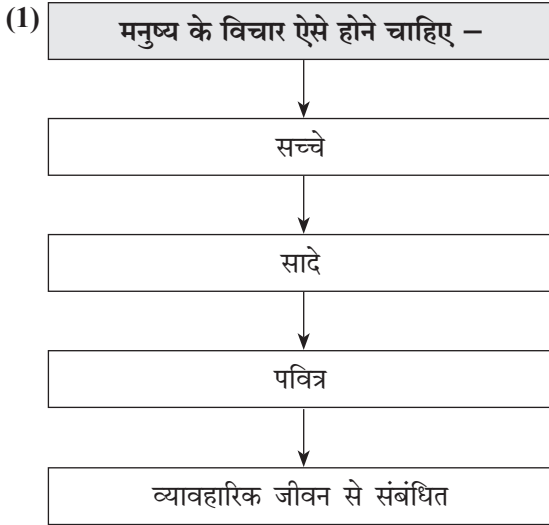 (1)
मनुष्य के विचार ऐसे होने चाहिए –
सच्चे
सादे
पवित्र
व्यावहारिक जीवन से संबंधित